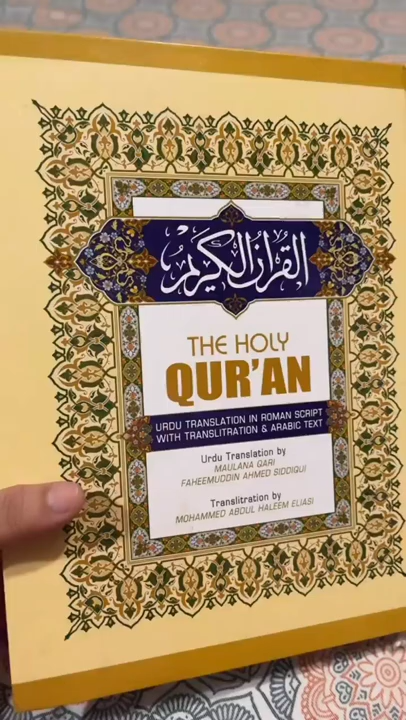 القرآن الكريم
THE HOLY
QUR'AN
URDU TRANSLATION IN ROMAN SCRIPT
WITH TRANSLITRATION & ARABIC TEXT
Urdu Translation by
MAULANA QARI
FAHEEMUDDIN AHMED SIDDIQUI
Translitration by
MOHAMMED ABDUL HALEEM ELIASI